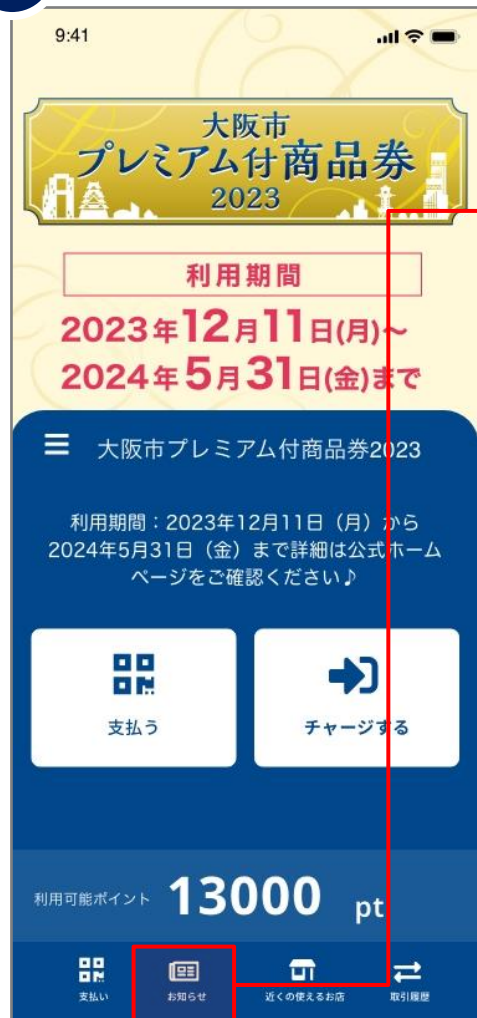 9:41
大阪市
プレミアム付商品券
2023
利用期間
2023年12月11日(月)～
2024年5月31日(金)まで
大阪市プレミアム付商品券2023
利用期間：2023年12月11日（月）から
2024年5月31日（金）まで詳細は公式ホーム
ページをご確認ください♪
支払う
チャージする
利用可能ポイント 13000 pt
支払い
お知らせ
近くの使えるお店
取引履歴